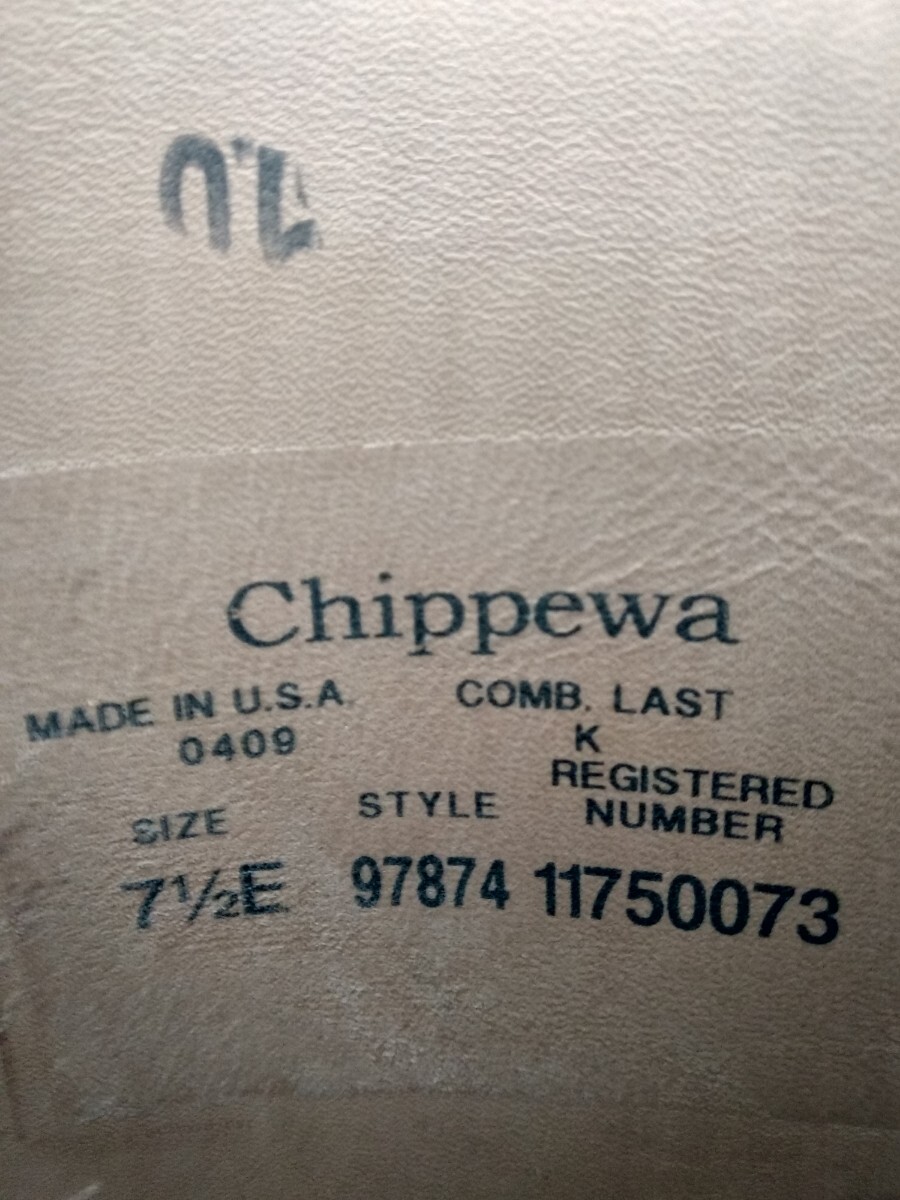 Chippewa
MADE IN U.S.A. COMB. LAST
0409 K
SIZE STYLE REGISTERED NUMBER
7½E 97874 11750073